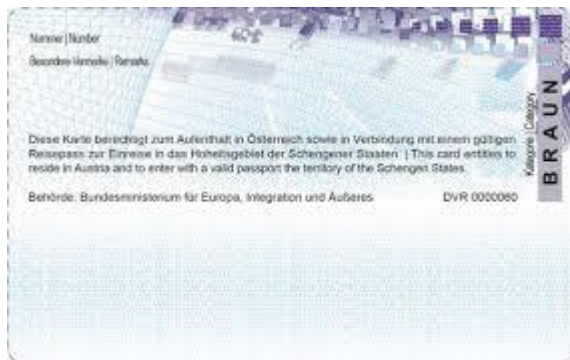 Nummer | Number
Besondere Vermerke | Remarks
Kategorie | Category
BRAUN
Diese Karte berechtigt zum Aufenthalt in Österreich sowie in Verbindung mit einem gültigen
Reisepass zur Einreise in das Hoheitsgebiet der Schengener Staaten. | This card entitles to
reside in Austria and to enter with a valid passport the territory of the Schengen States.
Behörde: Bundesministerium für Europa, Integration und Äußeres DVR 0000060